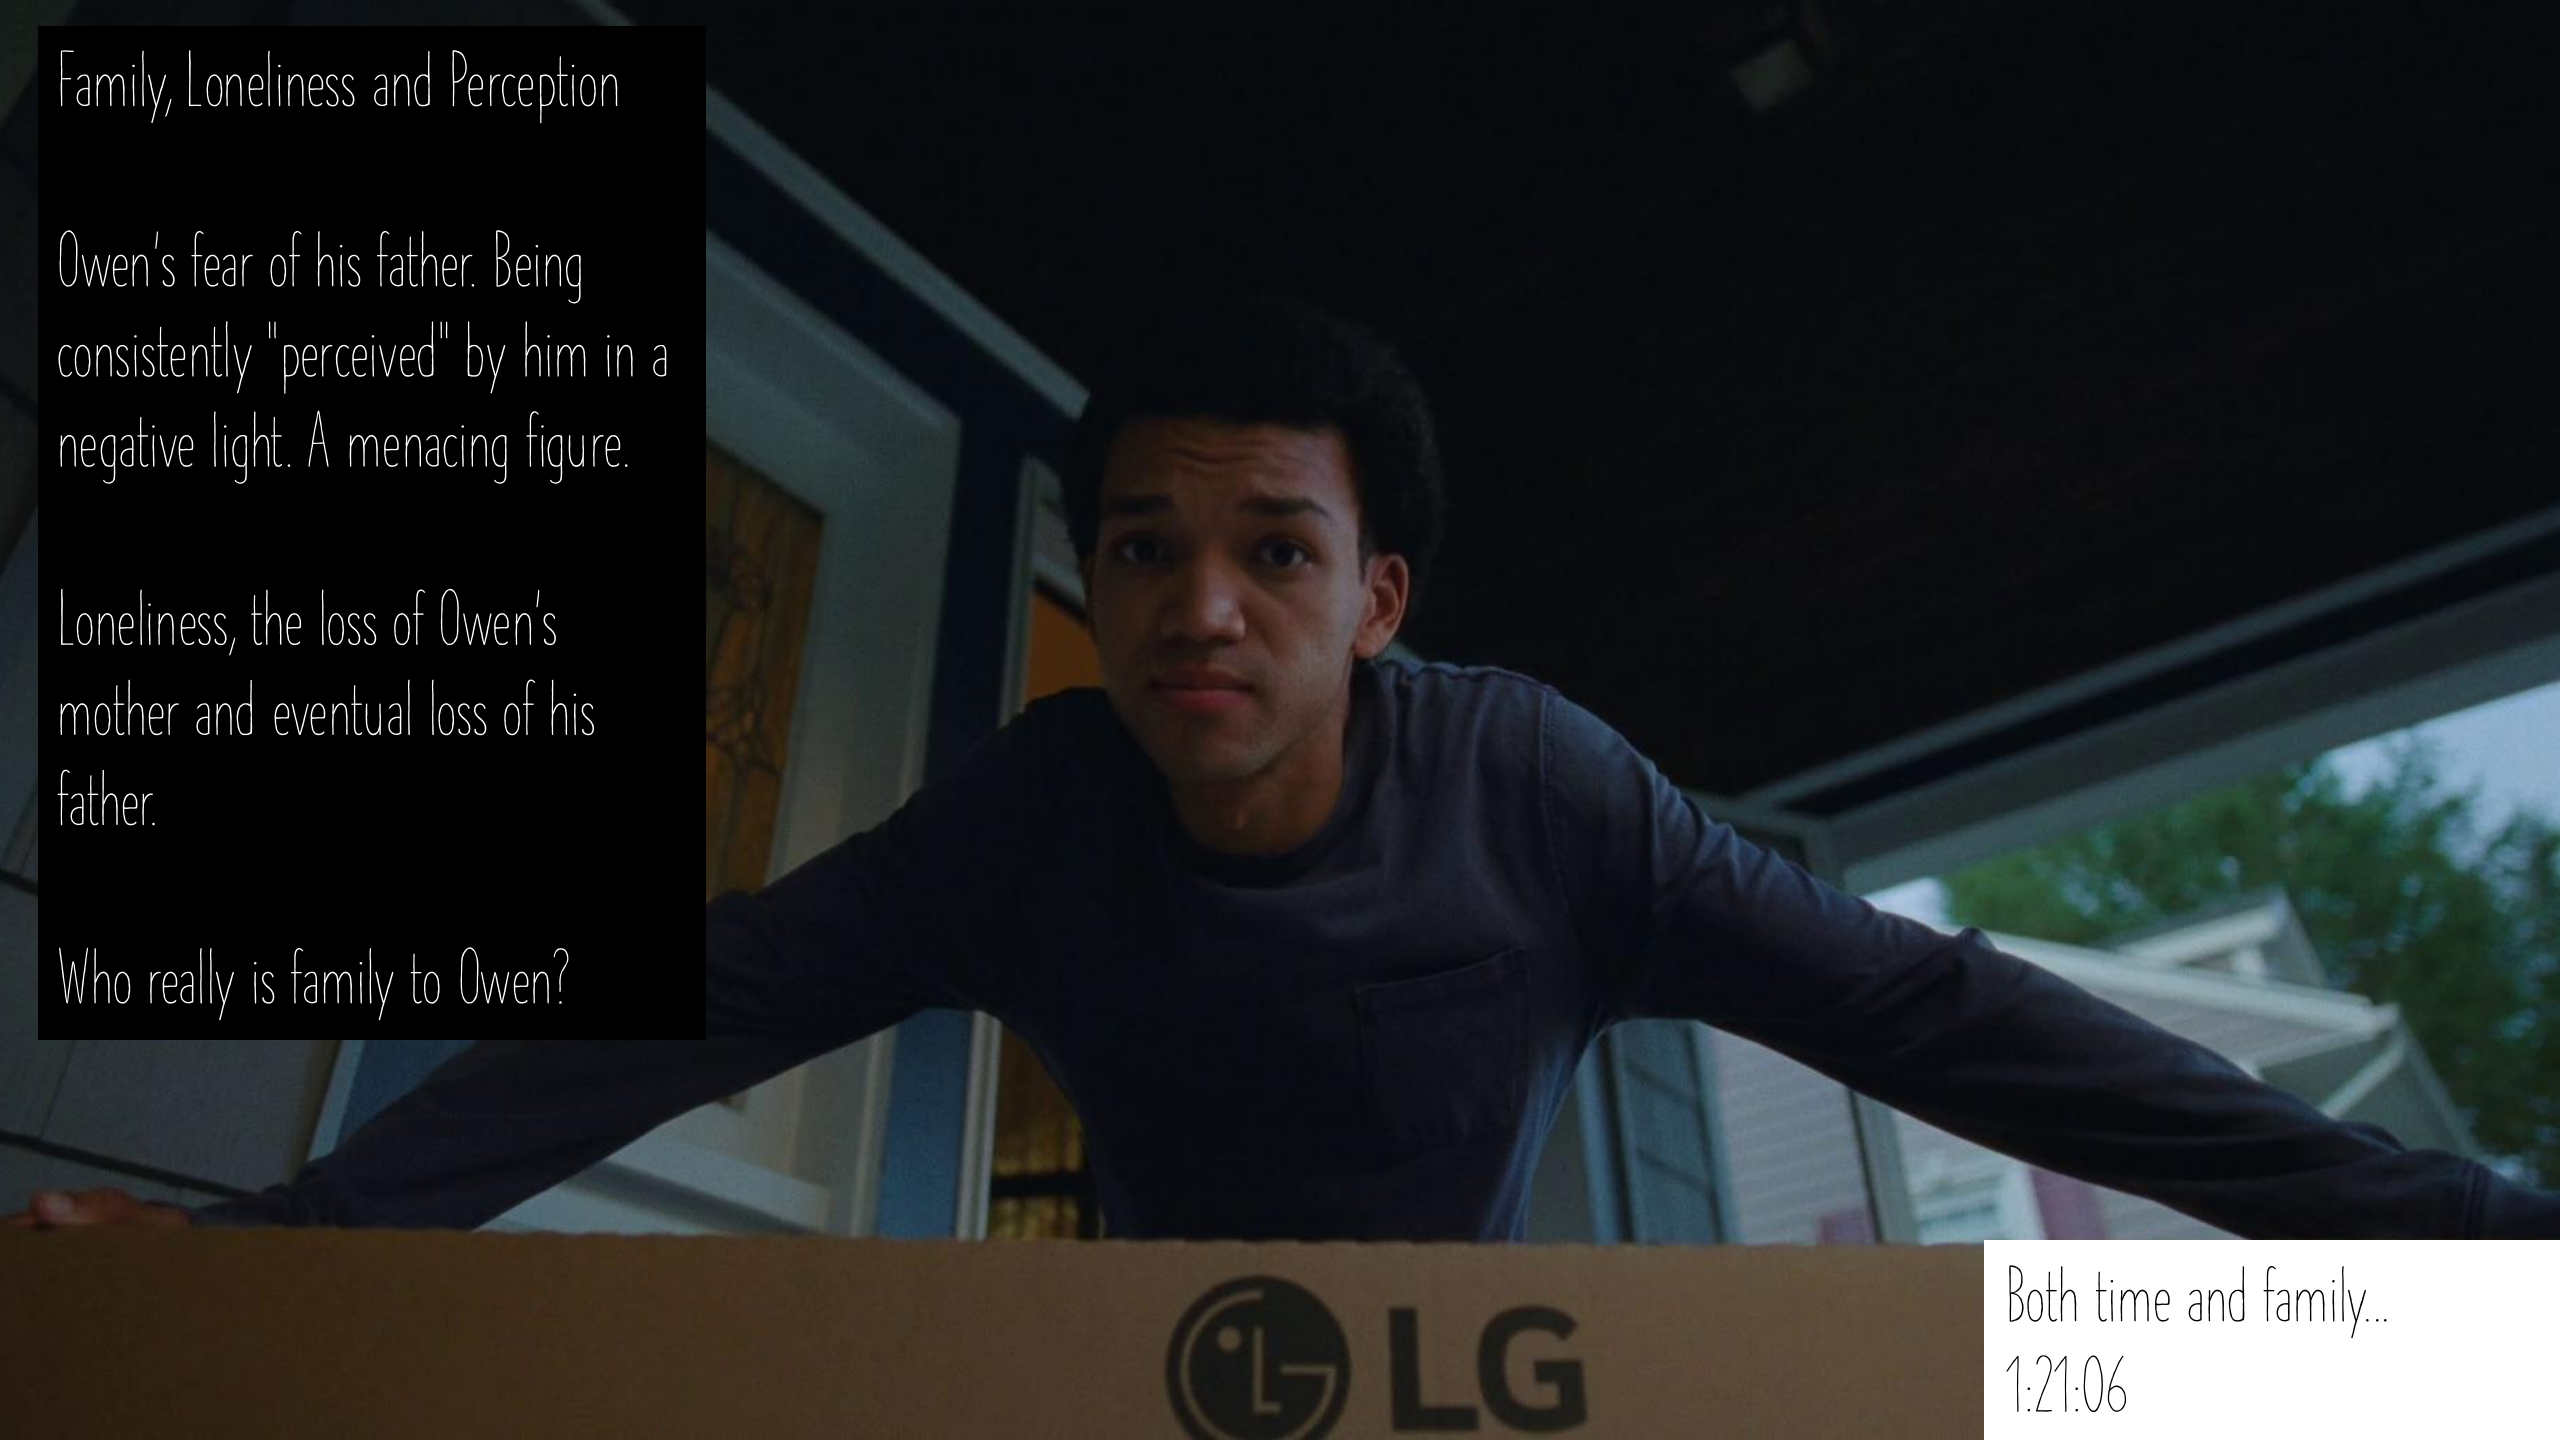 Family, Loneliness and Perception
Owen's fear of his father. Being
consistently "perceived" by him in a
negative light. A menacing figure.
Loneliness, the loss of Owen's
mother and eventual loss of his
father.
Who really is family to Owen?
LG
Both time and family...
1:21:06